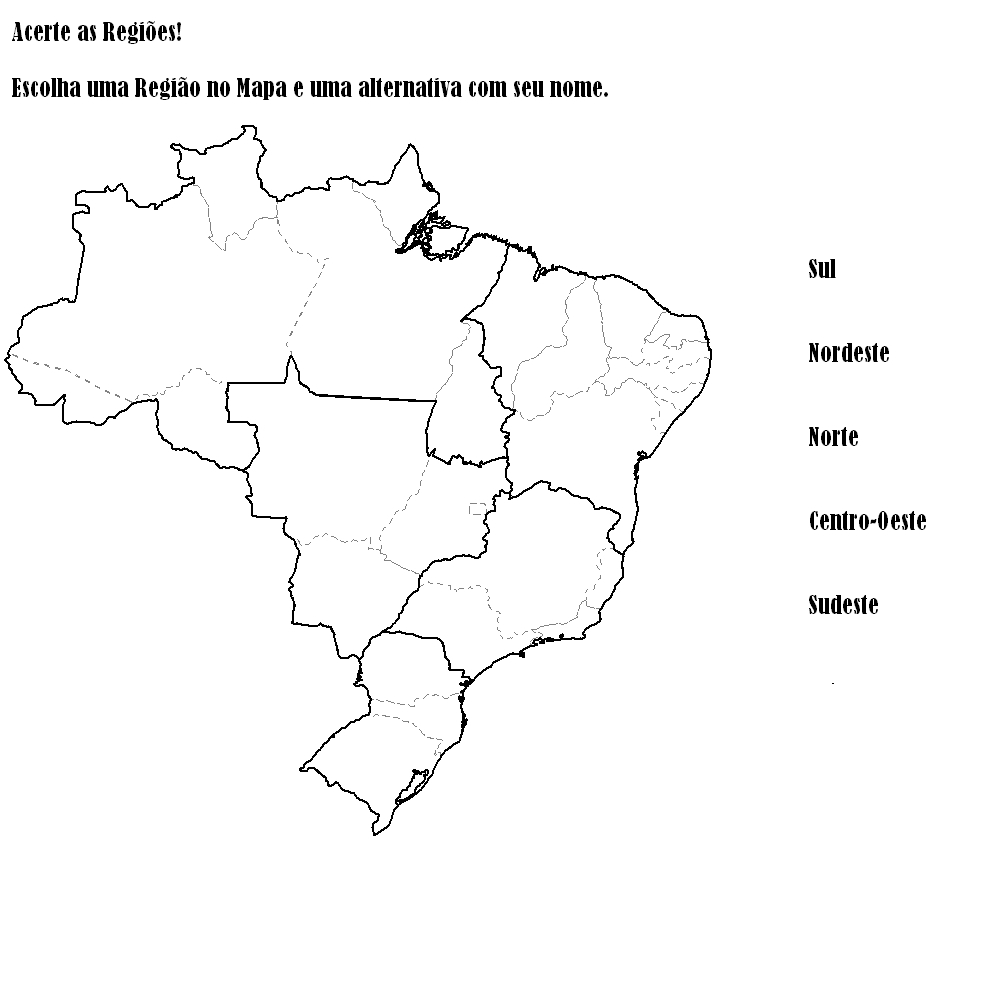 Acerte as Regiões!
Escolha uma Região no Mapa e uma alternativa com seu nome.
Sul
Nordeste
Norte
Centro-Oeste
Sudeste